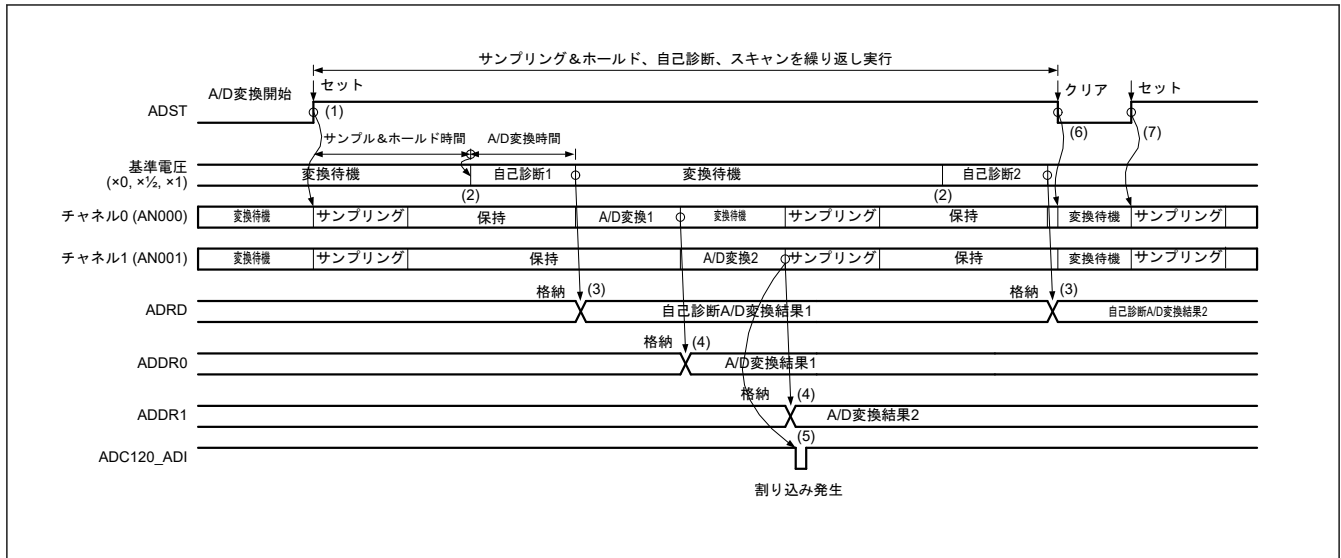 サンプリング＆ホールド、自己診断、スキャンを繰り返し実行
A/D変換開始 セット クリア セット
ADST (1) (6) (7)
サンプル＆ホールド時間 A/D変換時間
基準電圧 (×0, ×½, ×1) 変換待機 自己診断1 変換待機 自己診断2
(2) (2)
チャネル0 (AN000) 変換待機 サンプリング 保持 A/D変換1 変換待機 サンプリング 保持 変換待機 サンプリング
チャネル1 (AN001) 変換待機 サンプリング 保持 A/D変換2 サンプリング 保持 変換待機 サンプリング
格納 (3) 格納 (3)
ADRD 自己診断A/D変換結果1 自己診断A/D変換結果2
格納 (4)
ADDR0 A/D変換結果1
格納 (4)
ADDR1 A/D変換結果2
(5)
ADC120_ADI
割り込み発生